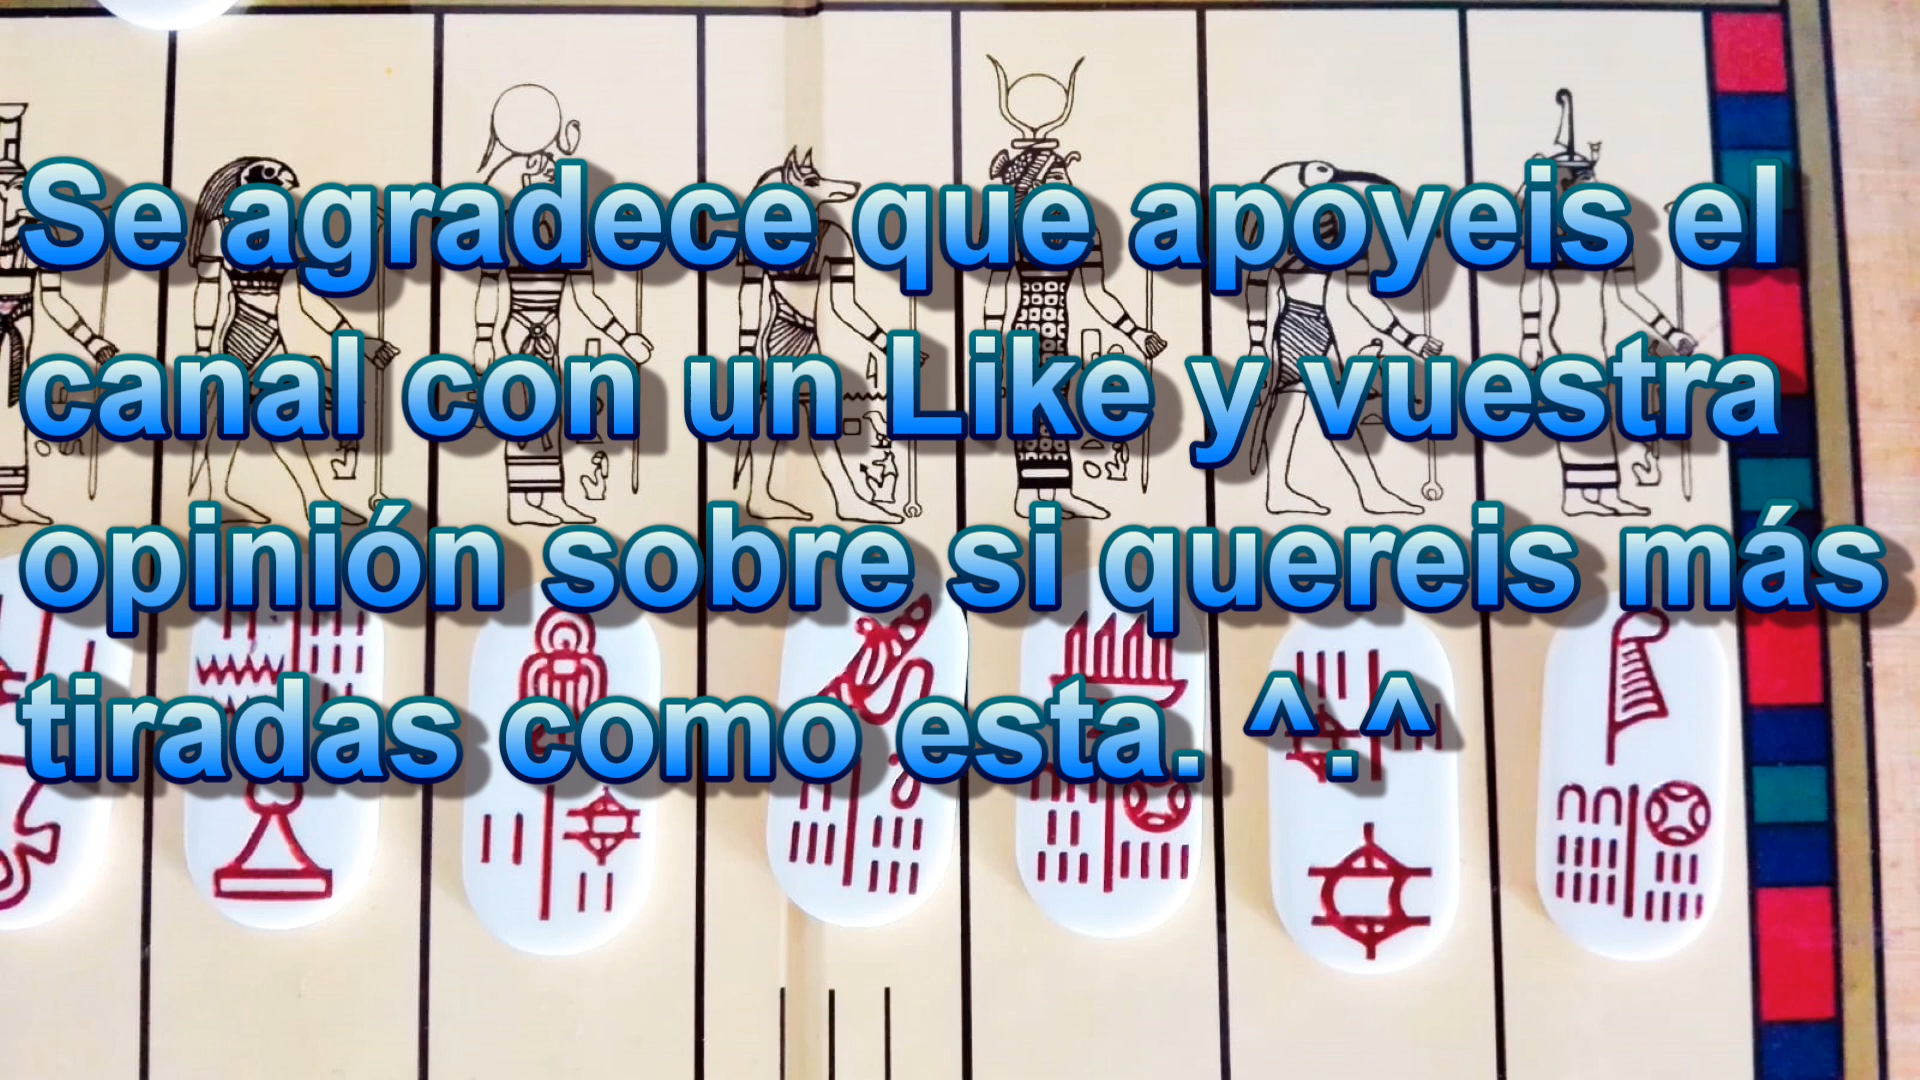 Se agradece que apoyeis el
canal con un Like y vuestra
opinión sobre si quereis más
tiradas como esta. ^.^